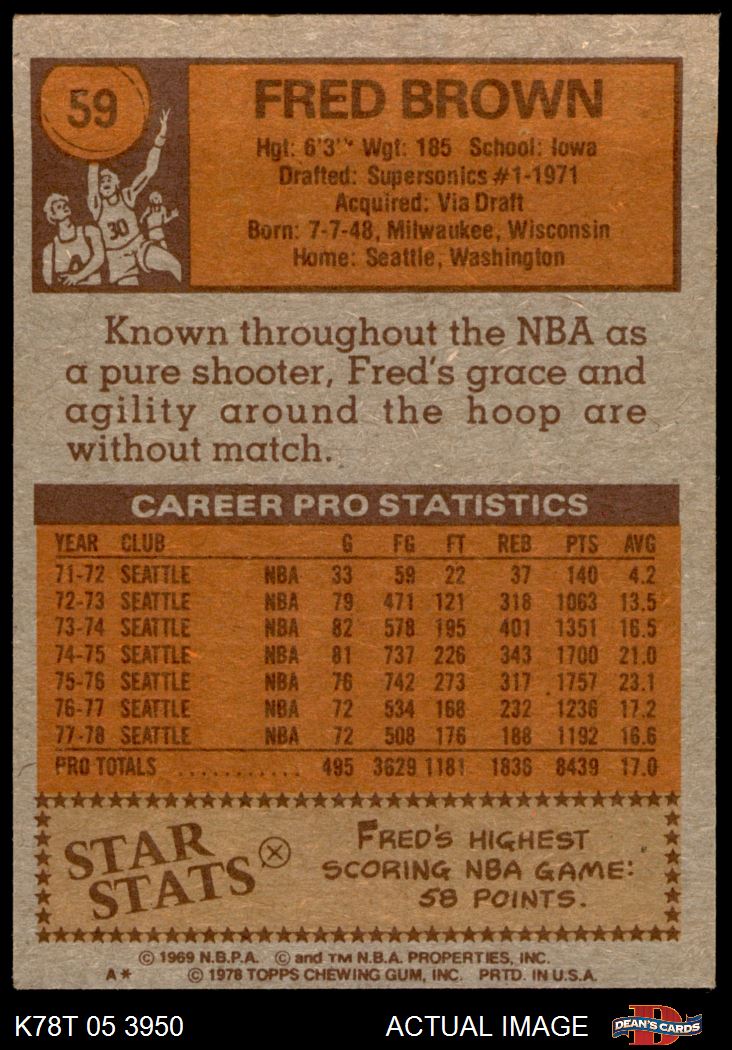 59
FRED BROWN
Hgt: 6'3" Wgt: 185 School: Iowa
Drafted: Supersonics #1-1971
Acquired: Via Draft
Born: 7-7-48, Milwaukee, Wisconsin
Home: Seattle, Washington
30
Known throughout the NBA as
a pure shooter, Fred's grace and
agility around the hoop are
without match.
CAREER PRO STATISTICS
YEAR CLUB G FG FT REB PTS AVG
71-72 SEATTLE NBA 33 59 22 37 140 4.2
72-73 SEATTLE NBA 79 471 121 318 1063 13.5
73-74 SEATTLE NBA 82 578 195 401 1351 16.5
74-75 SEATTLE NBA 81 737 226 343 1700 21.0
75-76 SEATTLE NBA 76 742 273 317 1757 23.1
76-77 SEATTLE NBA 72 534 168 232 1236 17.2
77-78 SEATTLE NBA 72 508 176 188 1192 16.6
PRO TOTALS ........... 495 3629 1181 1836 8439 17.0
STAR
STATS
FRED'S HIGHEST
SCORING NBA GAME:
58 POINTS.
© 1969 N.B.P.A. © and TM N.B.A. PROPERTIES, INC.
A* © 1978 TOPPS CHEWING GUM, INC. PRTD. IN U.S.A.
K78T 05 3950 ACTUAL IMAGE
D
DEAN'S CARDS